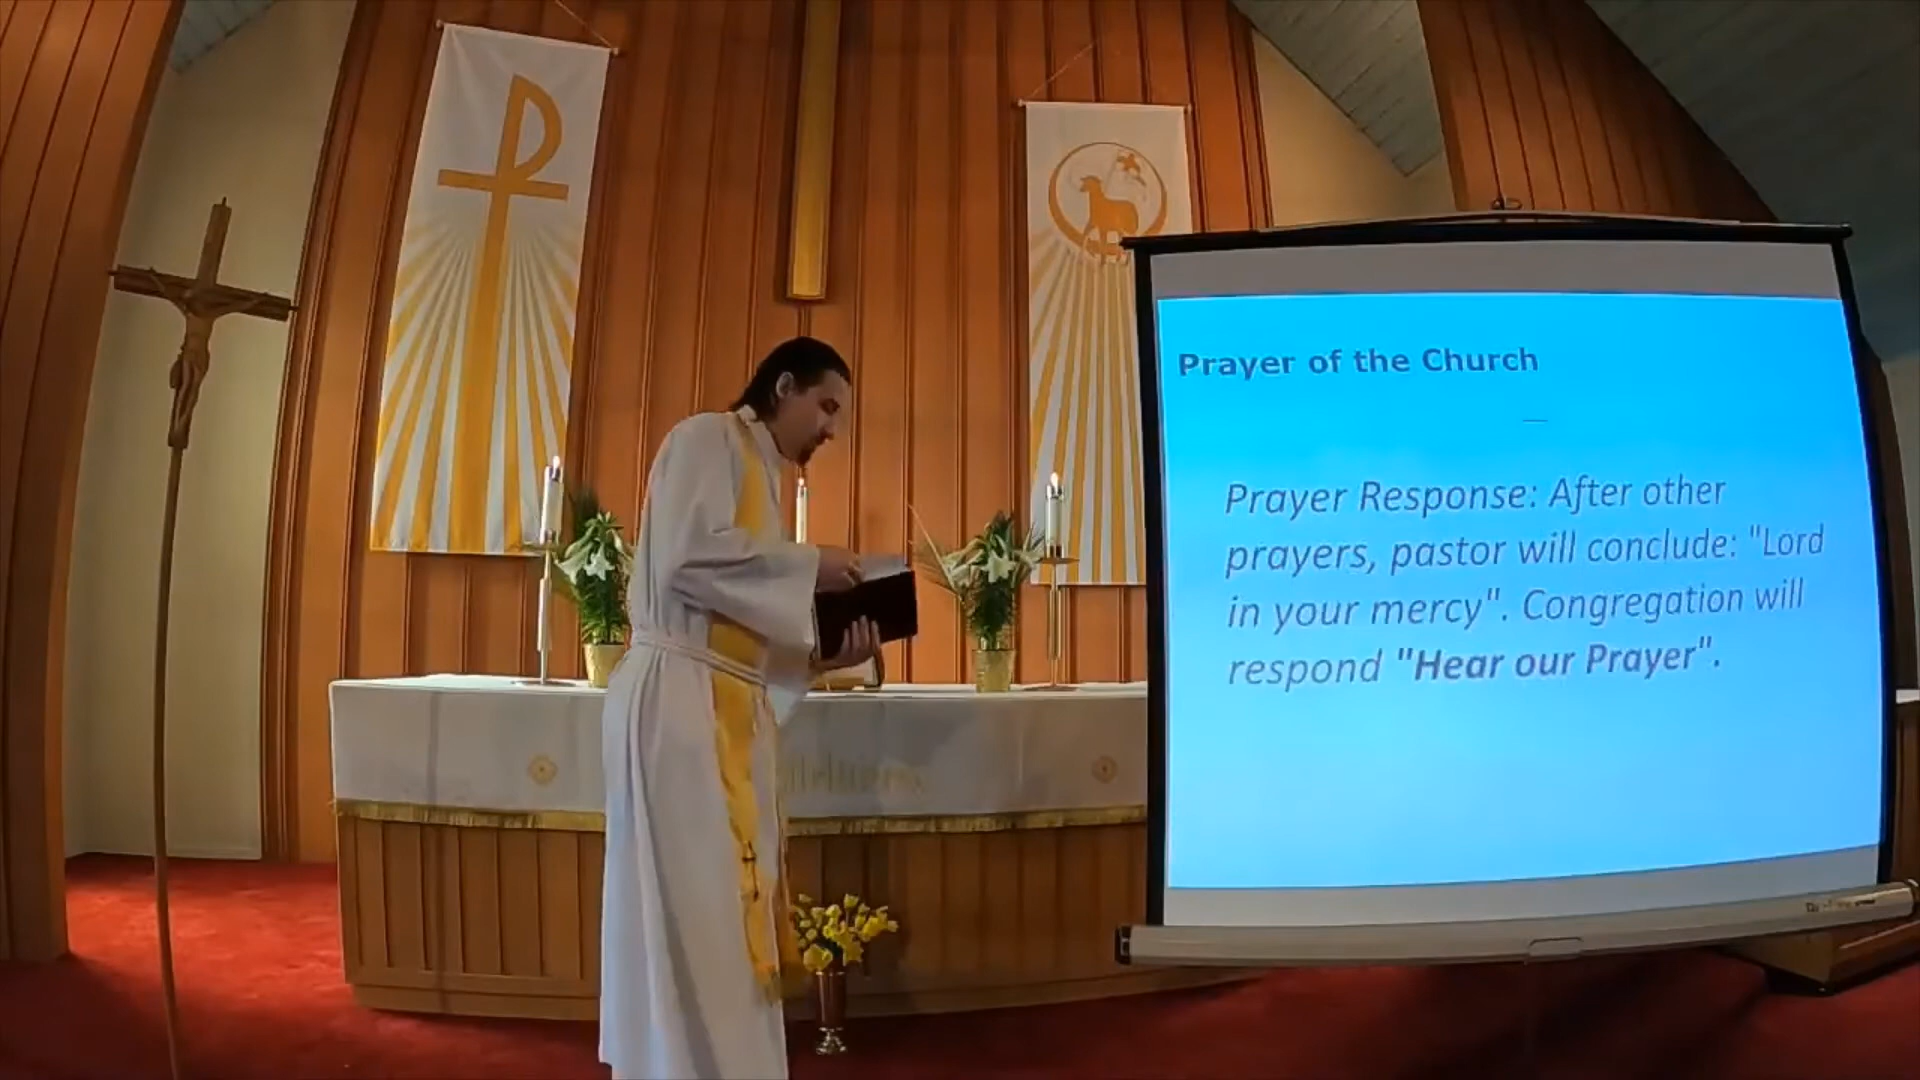 Prayer of the Church
Prayer Response: After other
prayers, pastor will conclude: "Lord
in your mercy". Congregation will
respond "Hear our Prayer".